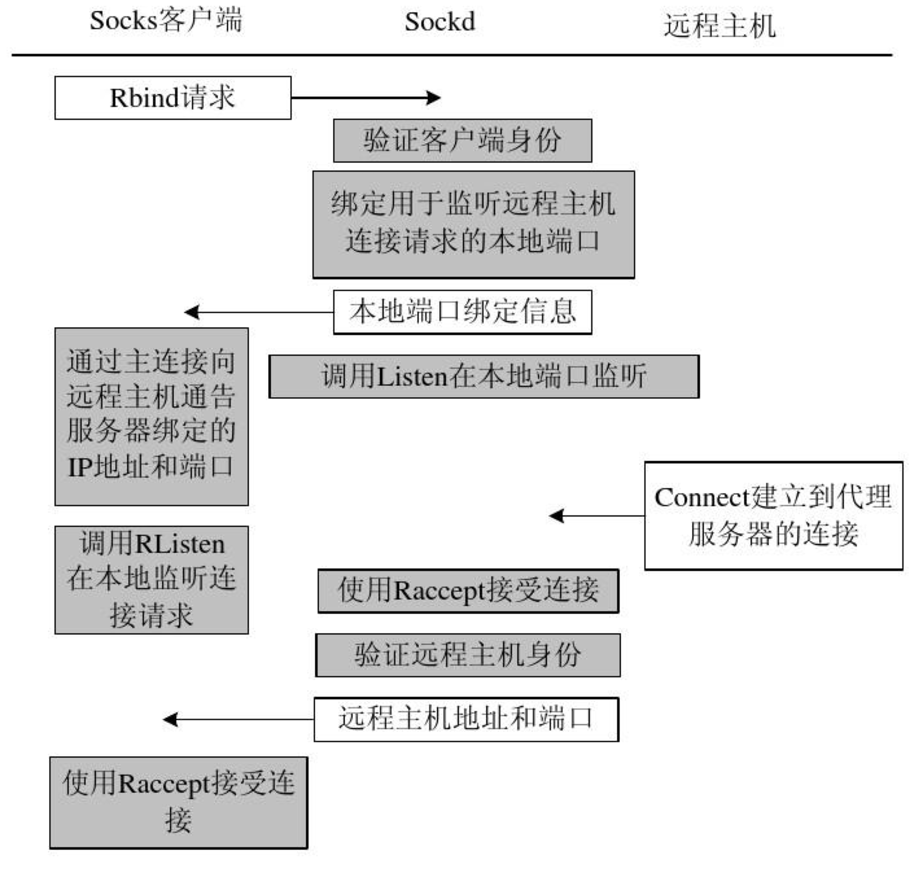 Socks客户端
Sockd
远程主机
Rbind请求
验证客户端身份
绑定用于监听远程主机
连接请求的本地端口
本地端口绑定信息
通过主连接向
远程主机通告
服务器绑定的
IP地址和端口
调用Listen在本地端口监听
Connect建立到代理
服务器的连接
调用RListen
在本地监听连
接请求
使用Raccept接受连接
验证远程主机身份
远程主机地址和端口
使用Raccept接受连
接